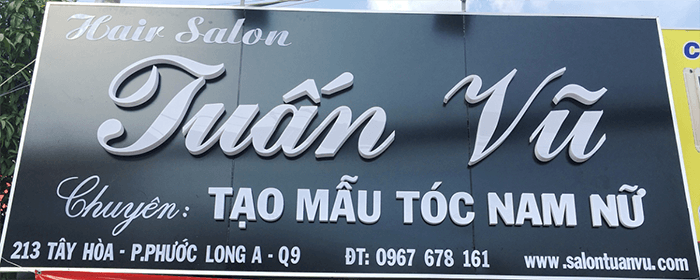 Hair Salon
Tuấn Vũ
Chuyên: TẠO MẪU TÓC NAM NỮ
213 TÂY HÒA - P.PHƯỚC LONG A - Q9 ĐT: 0967 678 161 www.salontuanvu.com
C